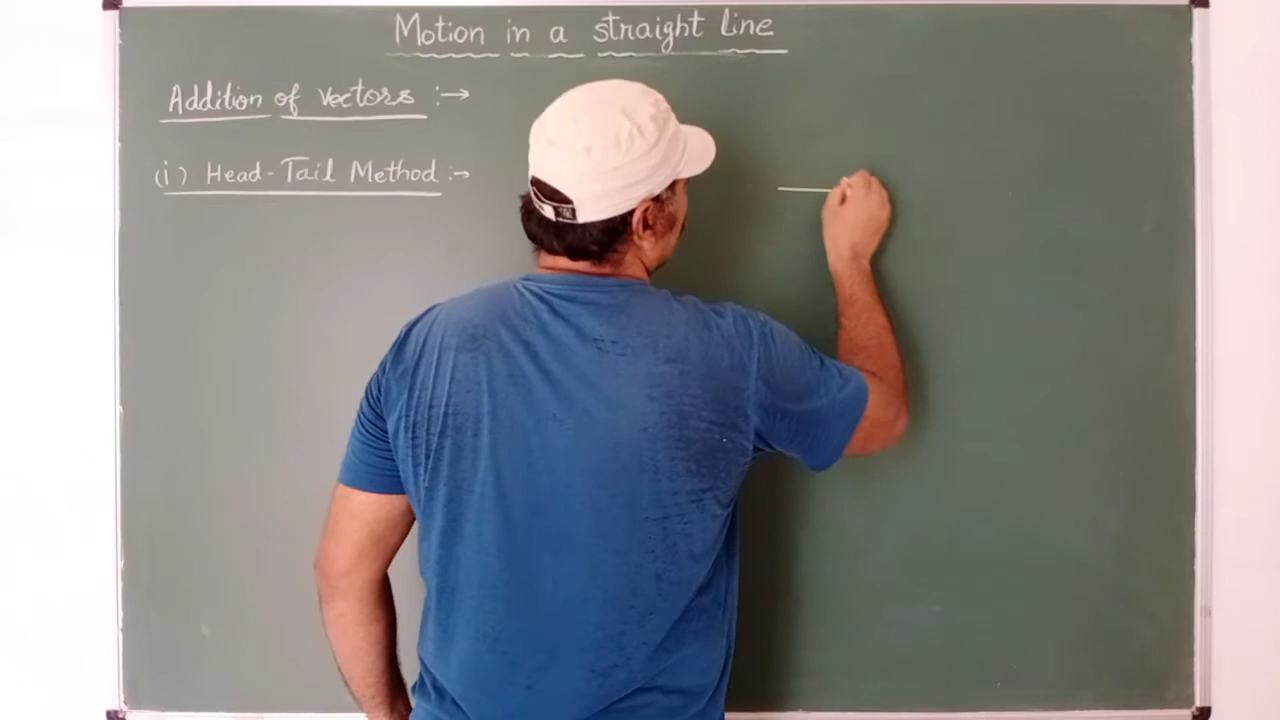 Motion in a straight line
Addition of vectors :→
(i) Head-Tail Method :→